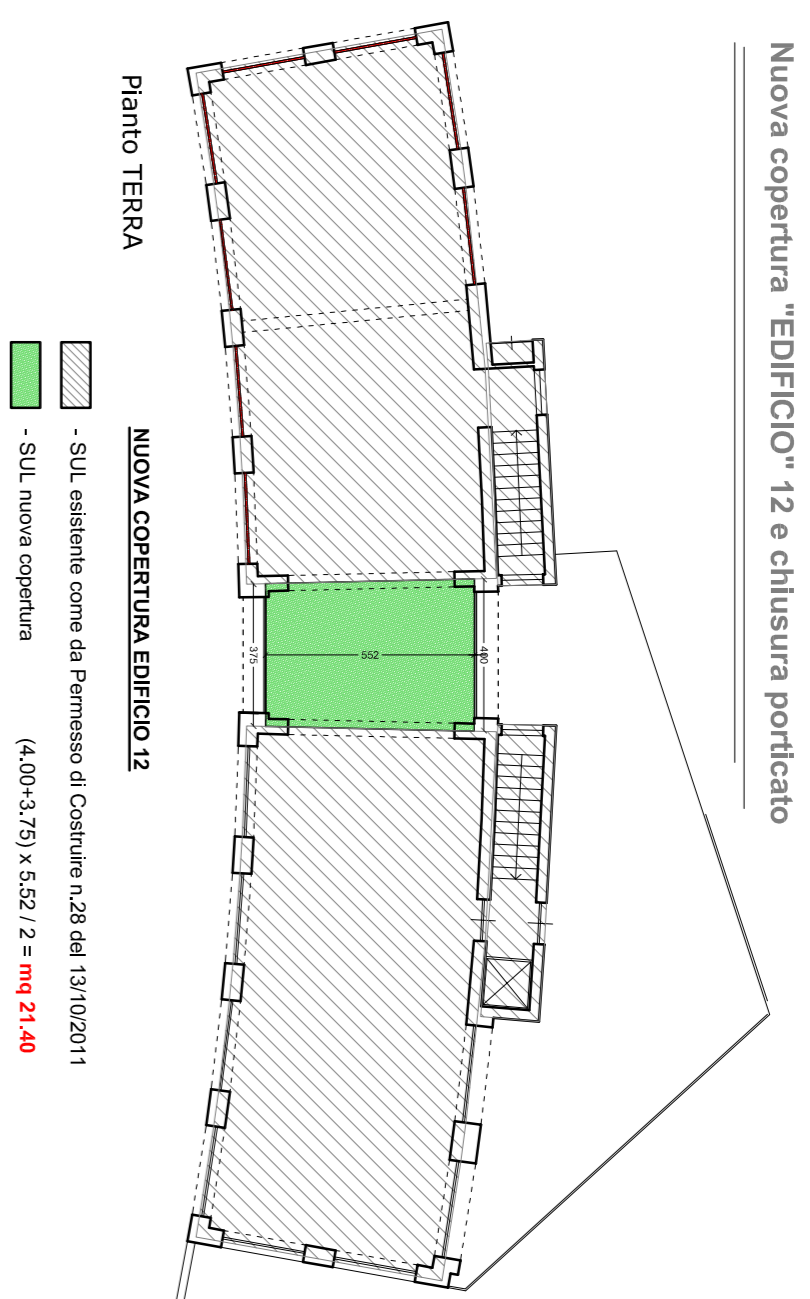 Nuova copertura "EDIFICIO" 12 e chiusura porticato
400
552
375
Pianto TERRA
NUOVA COPERTURA EDIFICIO 12
- SUL esistente come da Permesso di Costruire n.28 del 13/10/2011
- SUL nuova copertura (4.00+3.75) x 5.52 / 2 = mq 21.40